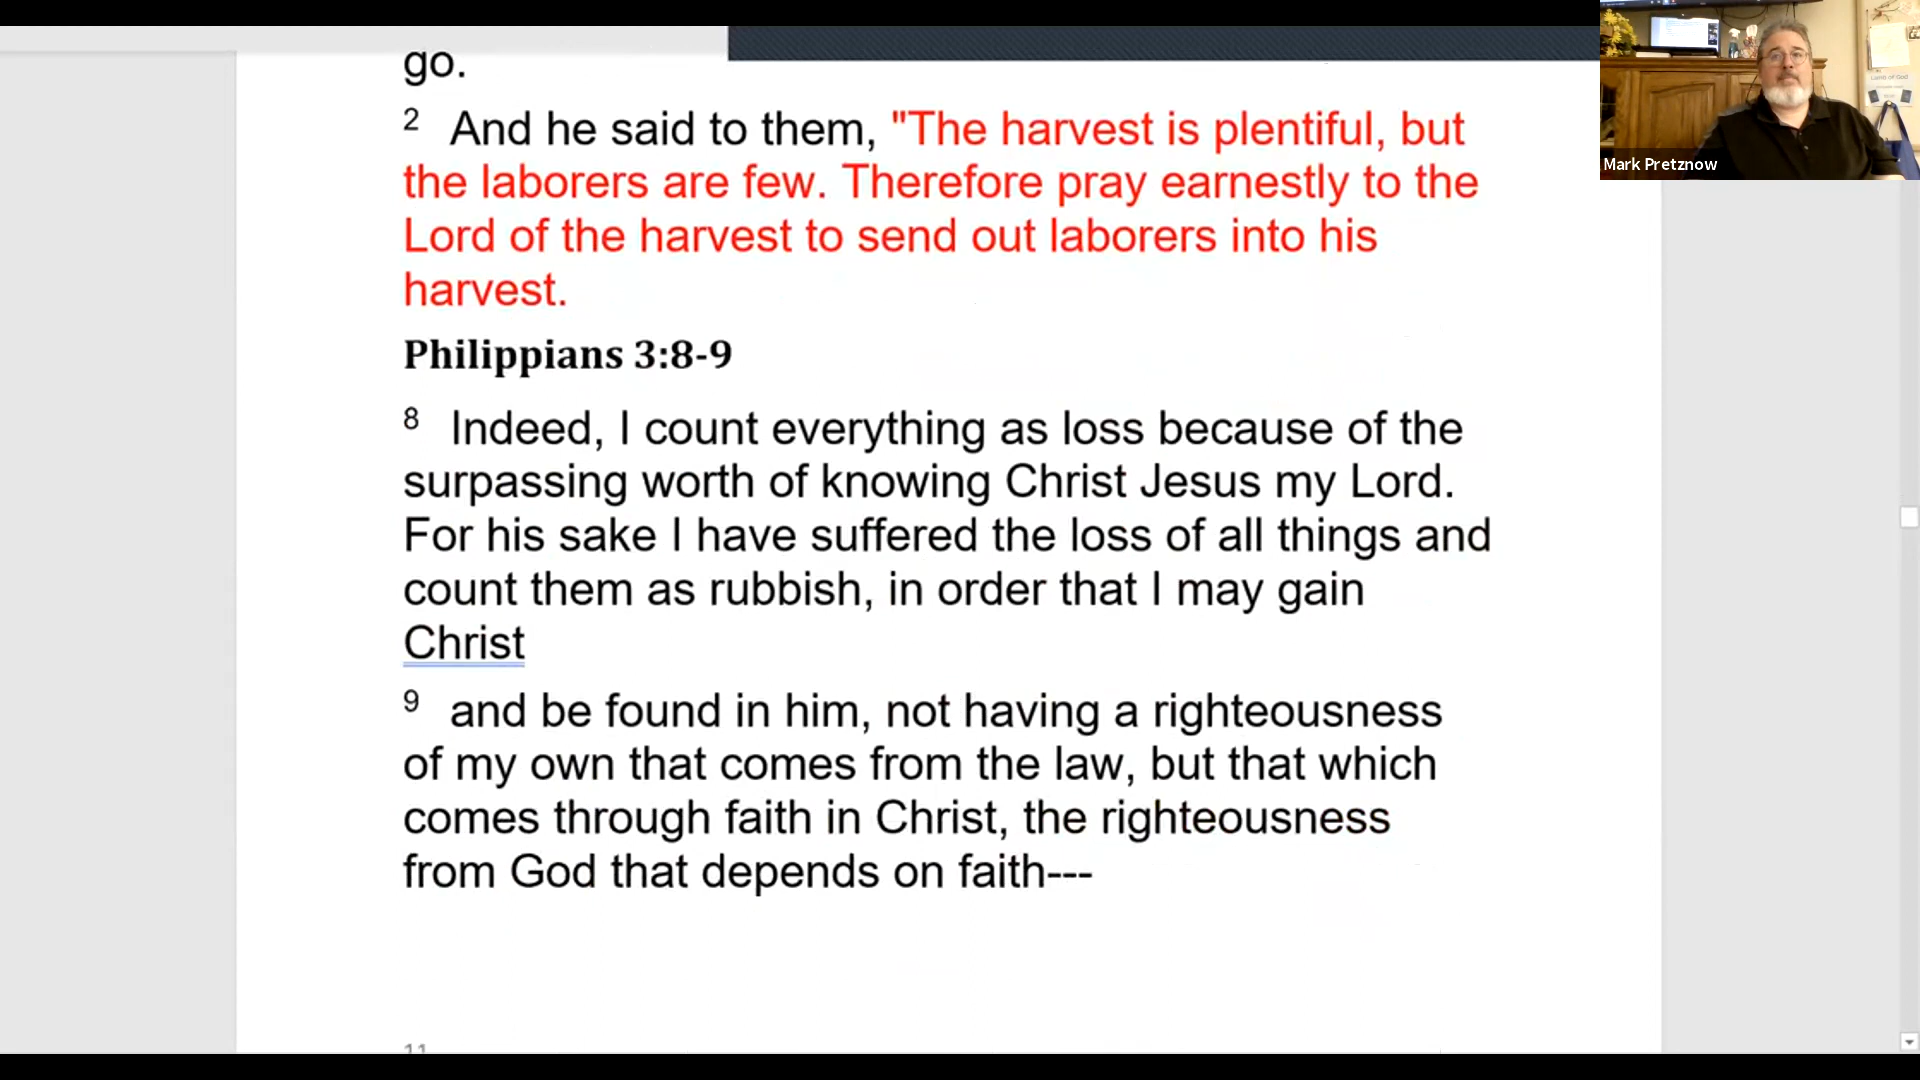 go.
2 And he said to them, "The harvest is plentiful, but
the laborers are few. Therefore pray earnestly to the
Lord of the harvest to send out laborers into his
harvest.
Philippians 3:8-9
8 Indeed, I count everything as loss because of the
surpassing worth of knowing Christ Jesus my Lord.
For his sake I have suffered the loss of all things and
count them as rubbish, in order that I may gain
Christ
9 and be found in him, not having a righteousness
of my own that comes from the law, but that which
comes through faith in Christ, the righteousness
from God that depends on faith---
11
Mark Pretznow